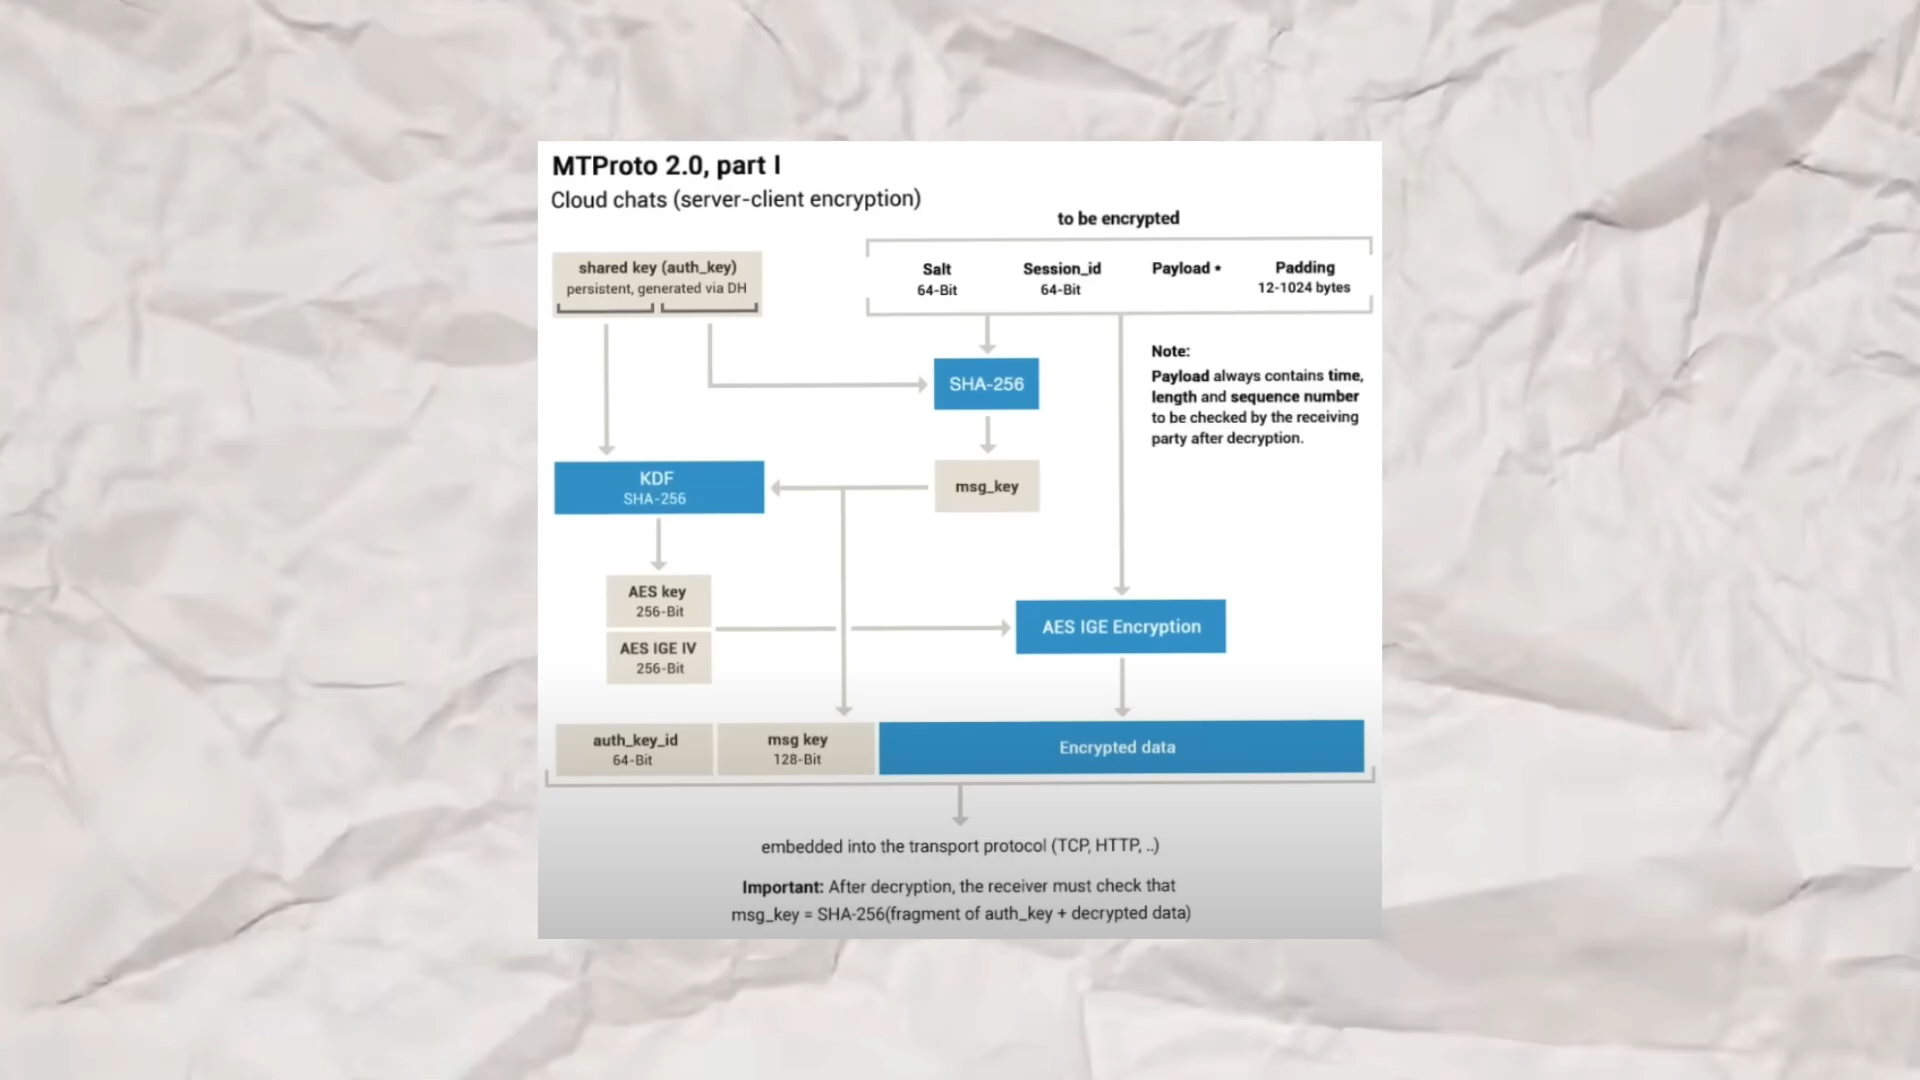 MTProto 2.0, part I
Cloud chats (server-client encryption)
to be encrypted
shared key (auth_key)
persistent, generated via DH
Salt
64-Bit
Session_id
64-Bit
Payload *
Padding
12-1024 bytes
Note:
Payload always contains time,
length and sequence number
to be checked by the receiving
party after decryption.
SHA-256
KDF
SHA-256
msg_key
AES key
256-Bit
AES IGE IV
256-Bit
AES IGE Encryption
auth_key_id
64-Bit
msg key
128-Bit
Encrypted data
embedded into the transport protocol (TCP, HTTP, ..)
Important: After decryption, the receiver must check that
msg_key = SHA-256(fragment of auth_key + decrypted data)